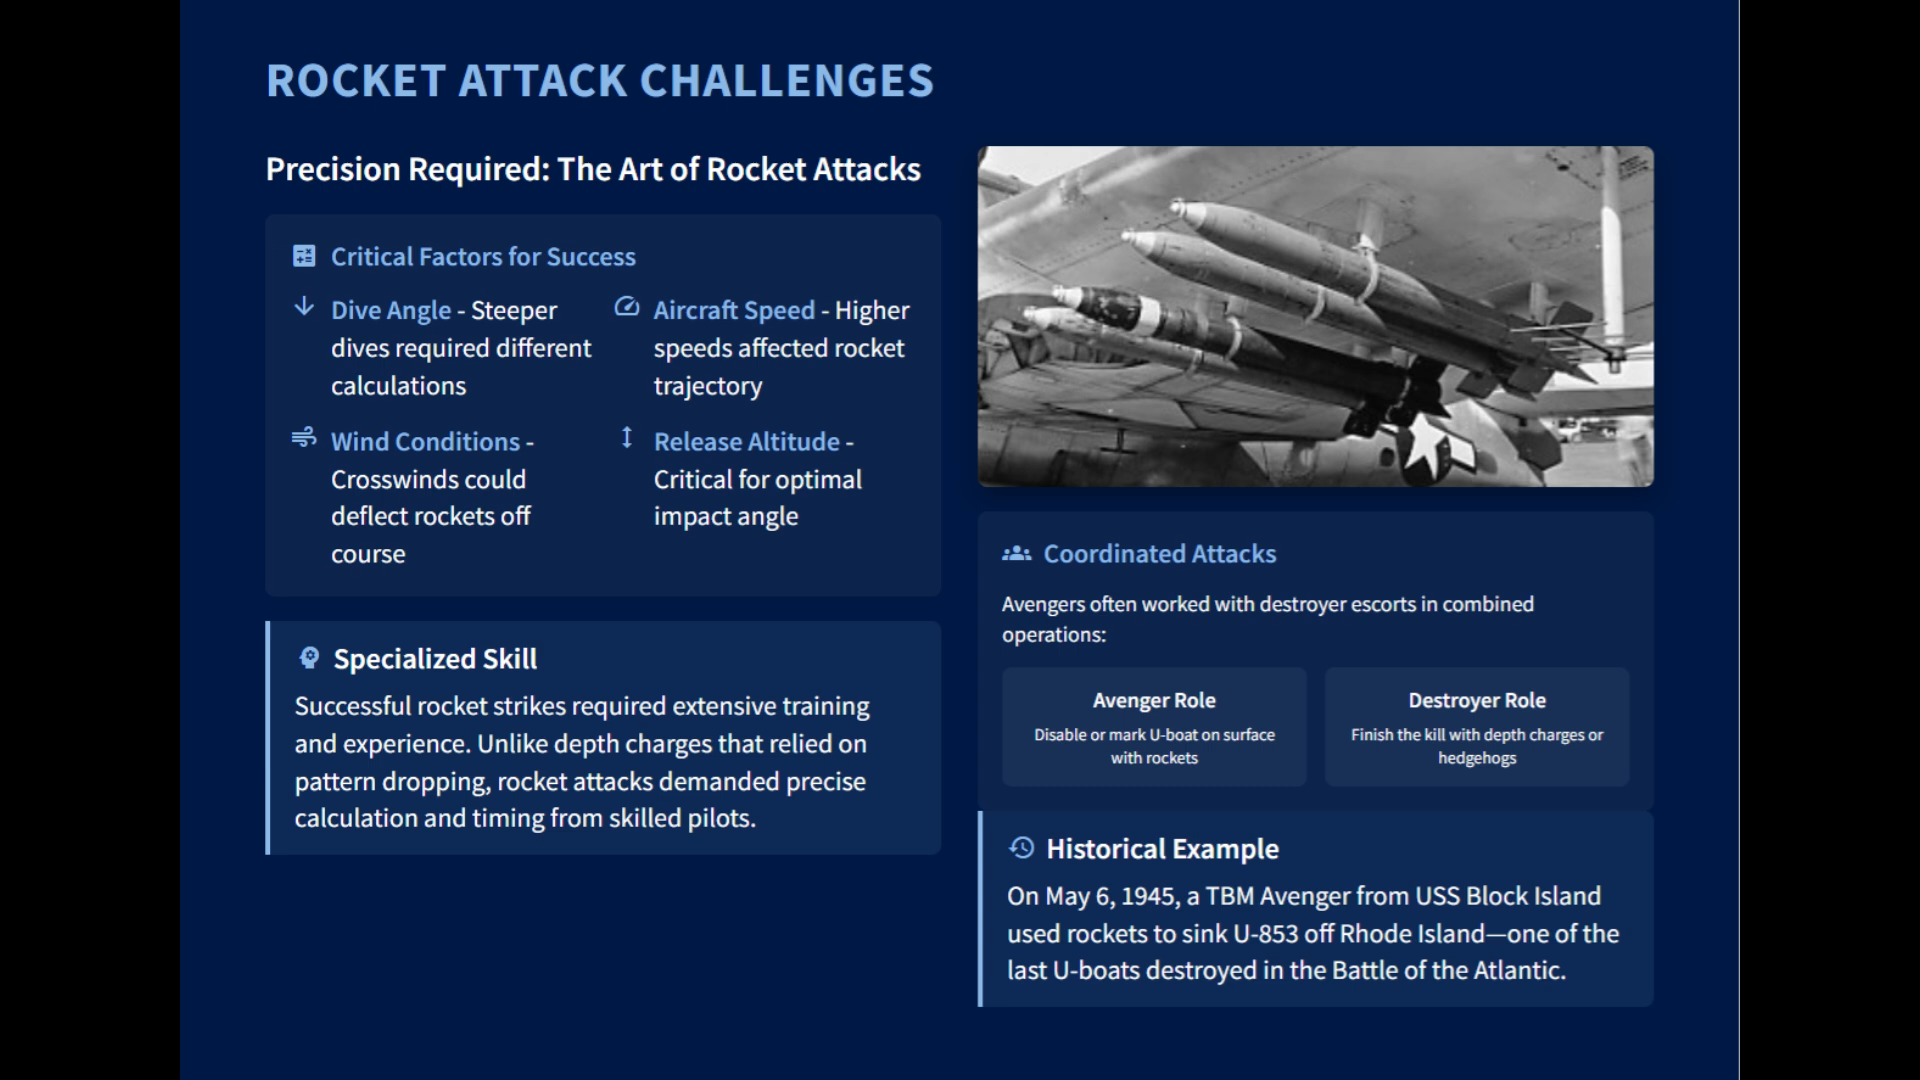 ROCKET ATTACK CHALLENGES
Precision Required: The Art of Rocket Attacks
Critical Factors for Success
Dive Angle - Steeper
dives required different
calculations
Aircraft Speed - Higher
speeds affected rocket
trajectory
Wind Conditions -
Crosswinds could
deflect rockets off
course
Release Altitude -
Critical for optimal
impact angle
Specialized Skill
Successful rocket strikes required extensive training
and experience. Unlike depth charges that relied on
pattern dropping, rocket attacks demanded precise
calculation and timing from skilled pilots.
Coordinated Attacks
Avengers often worked with destroyer escorts in combined
operations:
Avenger Role
Disable or mark U-boat on surface
with rockets
Destroyer Role
Finish the kill with depth charges or
hedgehogs
Historical Example
On May 6, 1945, a TBM Avenger from USS Block Island
used rockets to sink U-853 off Rhode Island—one of the
last U-boats destroyed in the Battle of the Atlantic.